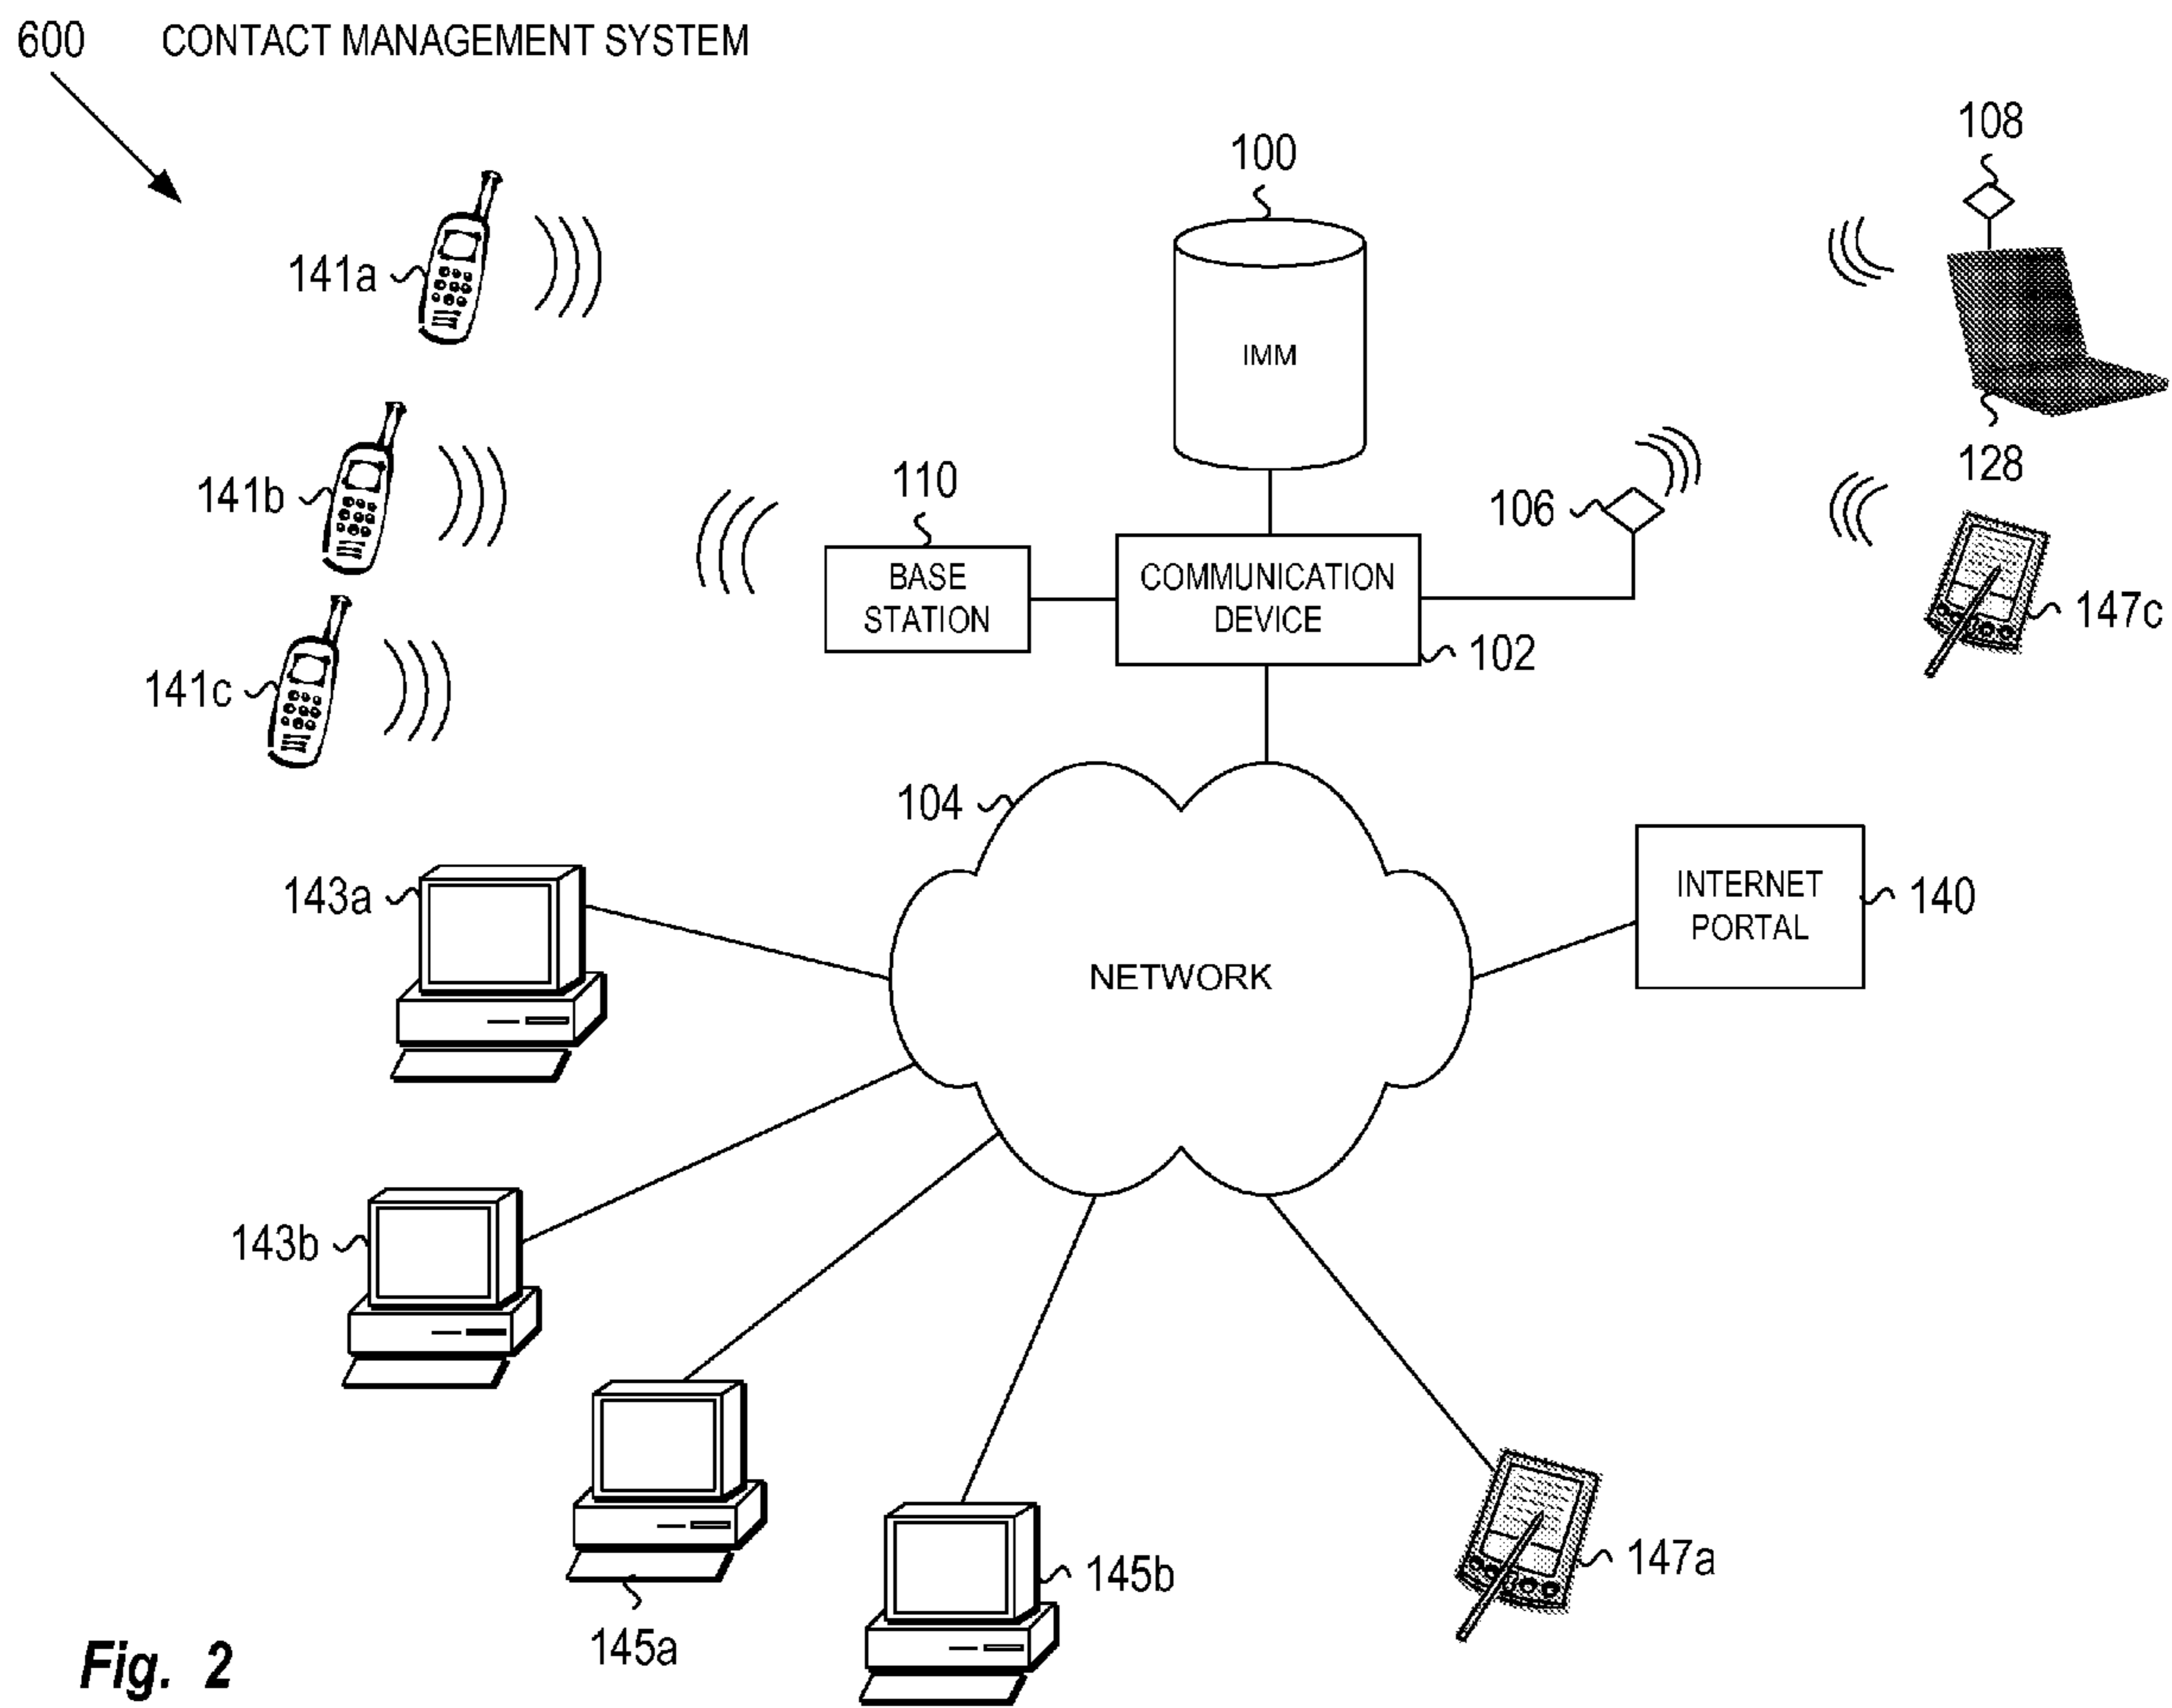 600 CONTACT MANAGEMENT SYSTEM
108
100
141a
IMM
128
141b
110
106
BASE
STATION
COMMUNICATION
DEVICE
147c
102
141c
104
143a
INTERNET
PORTAL
140
NETWORK
143b
145b
147a
145a
Fig. 2